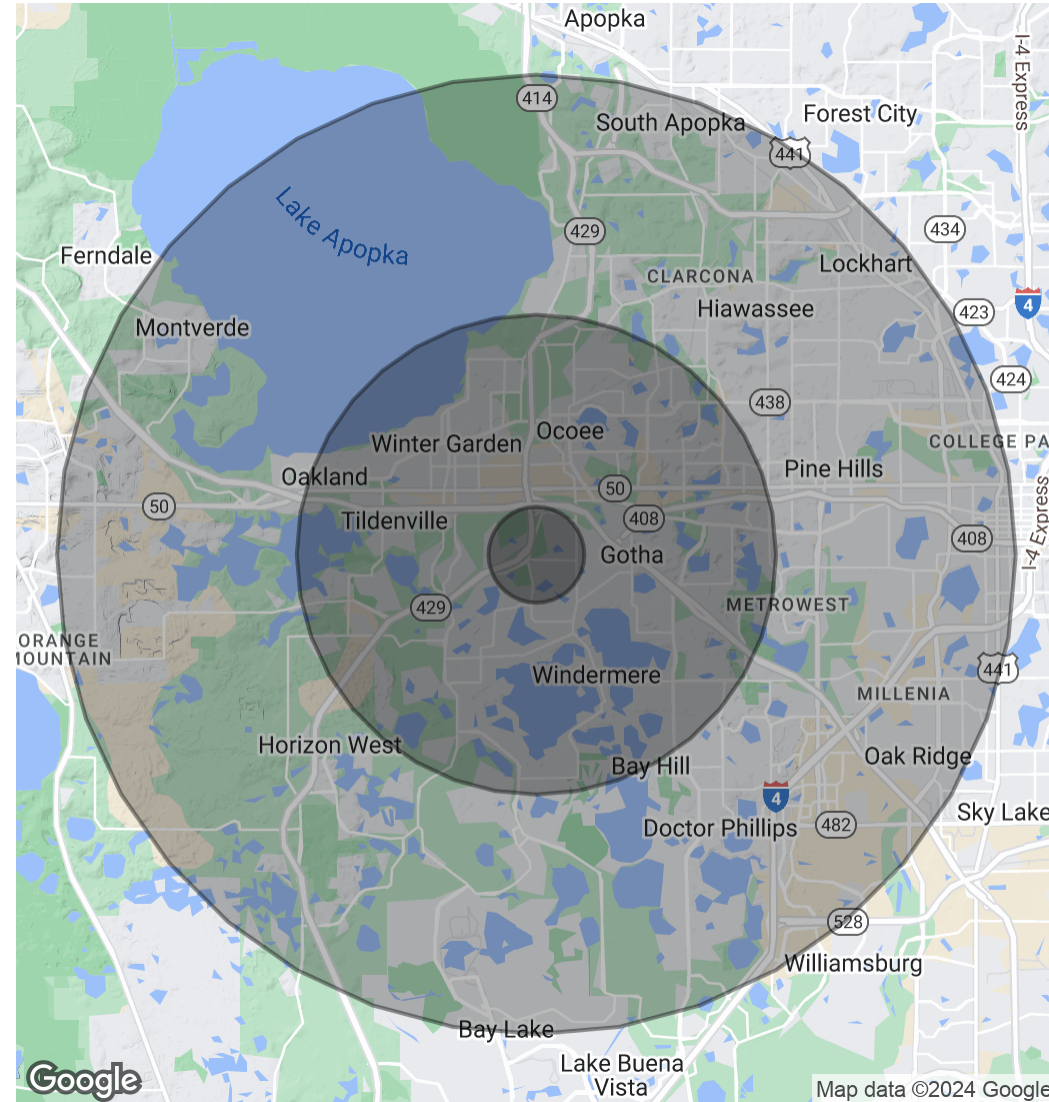 Apopka
I-4 Express
414
Forest City
South Apopka
441
Lake Apopka
434
429
Ferndale
Lockhart
CLARCONA
4
Hiawassee
423
Montverde
424
438
Ocoee
Winter Garden
COLLEGE PA
Pine Hills
Oakland
50
50
Tildenville
408
I-4 Express
408
Gotha
429
METROWEST
ORANGE
MOUNTAIN
441
Windermere
MILLENIA
Horizon West
Oak Ridge
Bay Hill
4
Sky Lake
Doctor Phillips
482
528
Williamsburg
Bay Lake
Lake Buena
Vista
Google
Map data ©2024 Google